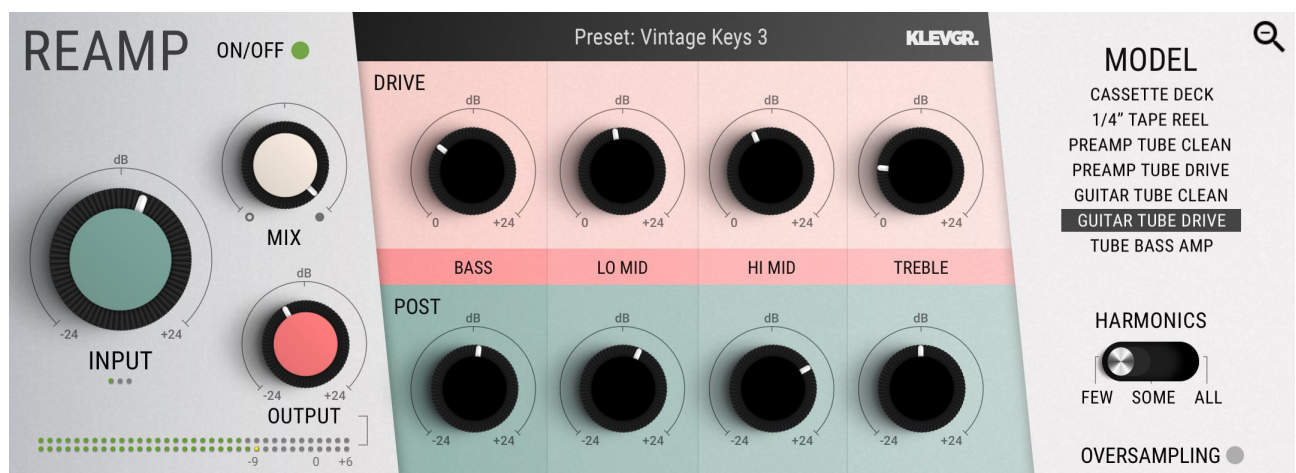 REAMP
ON/OFF
MIX
dB
-24 +24
INPUT
dB
-24 +24
OUTPUT
-9 0 +6
Preset: Vintage Keys 3
KLEVGR.
DRIVE
dB dB dB dB
0 +24 0 +24 0 +24 0 +24
BASS LO MID HI MID TREBLE
POST
dB dB dB dB
-24 +24 -24 +24 -24 +24 -24 +24
MODEL
CASSETTE DECK
1/4” TAPE REEL
PREAMP TUBE CLEAN
PREAMP TUBE DRIVE
GUITAR TUBE CLEAN
GUITAR TUBE DRIVE
TUBE BASS AMP
HARMONICS
FEW SOME ALL
OVERSAMPLING